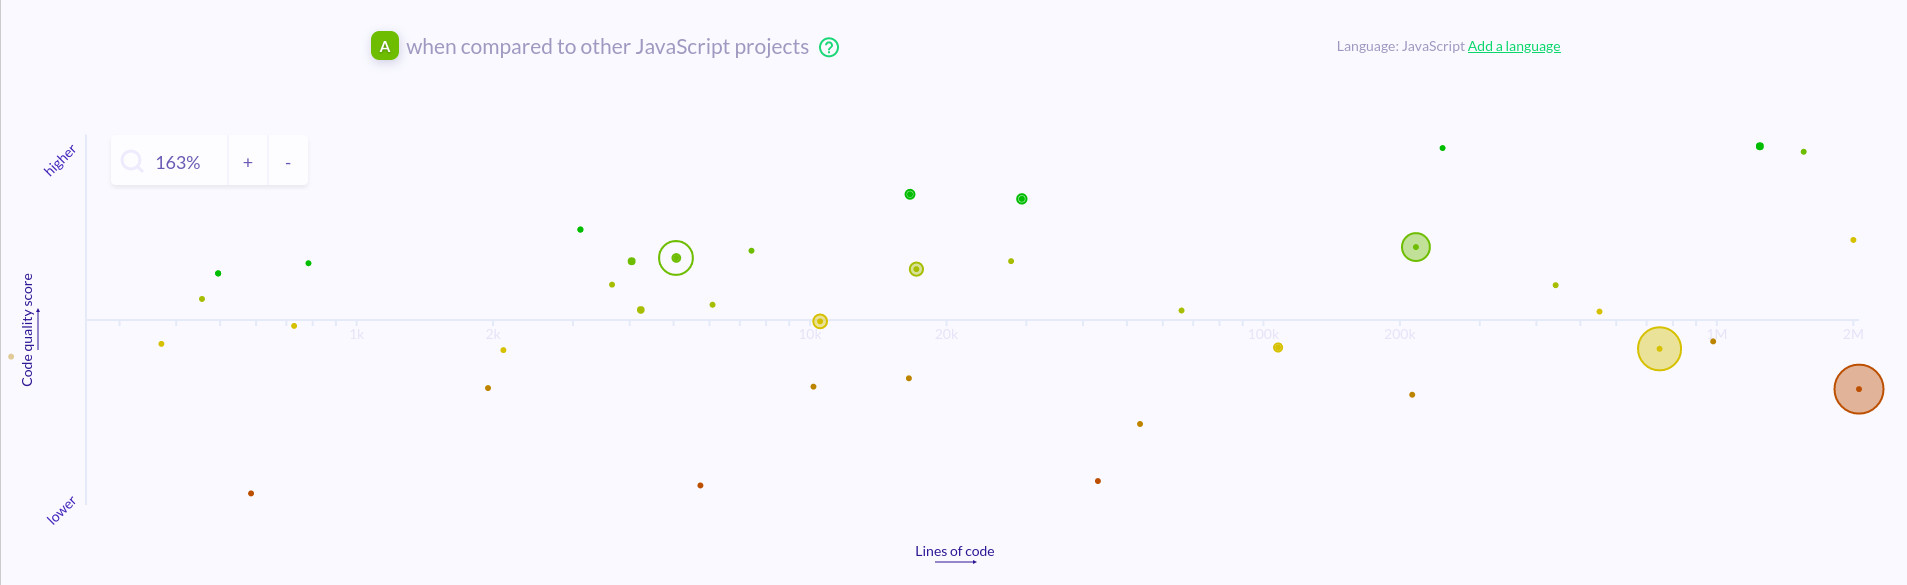 A when compared to other JavaScript projects ?
Language: JavaScript Add a language
higher
163% + -
Code quality score
1k 2k 10k 20k 100k 200k 1M 2M
lower
Lines of code